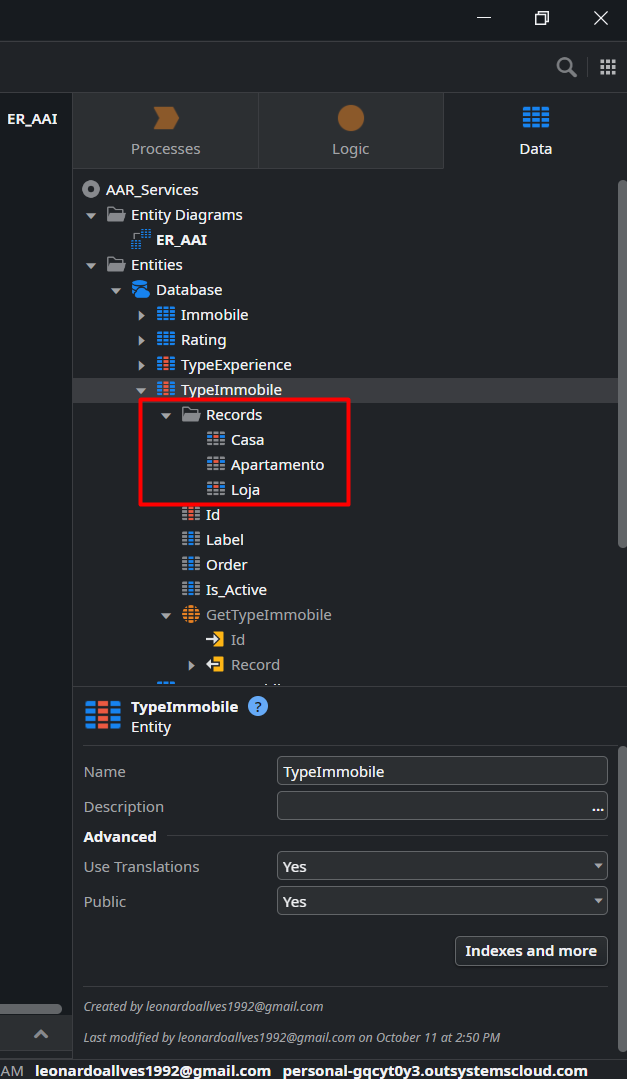 ER_AAI
Processes
Logic
Data
AAR_Services
Entity Diagrams
ER_AAI
Entities
Database
Immobile
Rating
TypeExperience
TypeImmobile
Records
Casa
Apartamento
Loja
Id
Label
Order
Is_Active
GetTypeImmobile
Id
Record
TypeImmobile ?
Entity
Name TypeImmobile
Description ...
Advanced
Use Translations Yes
Public Yes
Indexes and more
Created by leonardoallves1992@gmail.com
Last modified by leonardoallves1992@gmail.com on October 11 at 2:50 PM
AM leonardoallves1992@gmail.com personal-gqcyt0y3.outsystemscloud.com